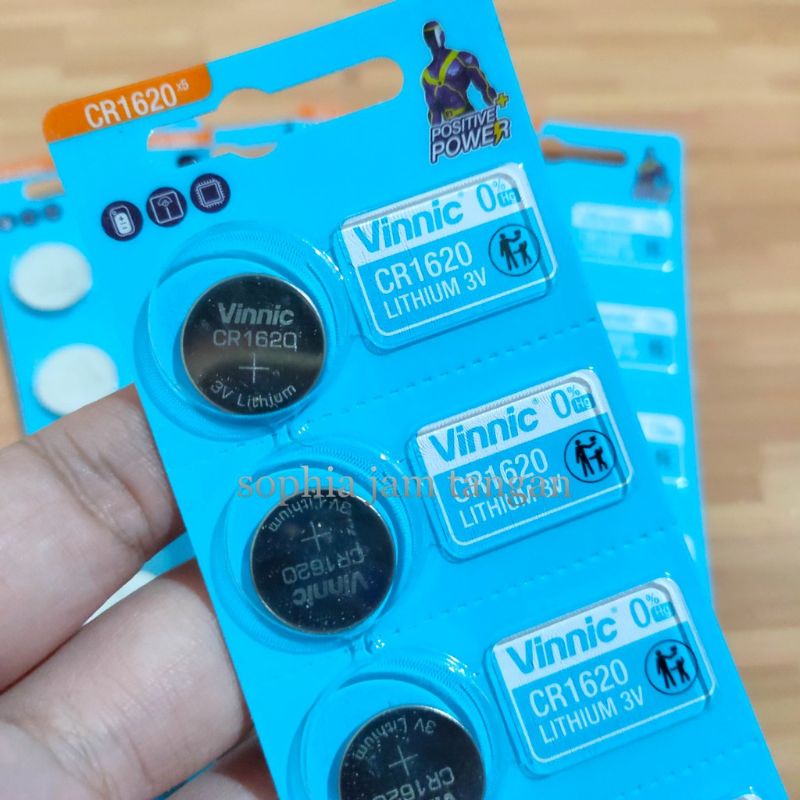 CR1620 x5
POSITIVE
POWER
Vinnic® 0% Hg
CR1620
LITHIUM 3V
Vinnic
CR1620
3V Lithium
Vinnic® 0% Hg
CR1620
LITHIUM 3V
sophia jam tangan
Vinnic
CR1620
3V Lithium
Vinnic® 0% Hg
CR1620
LITHIUM 3V
3V Lithium
CR1620